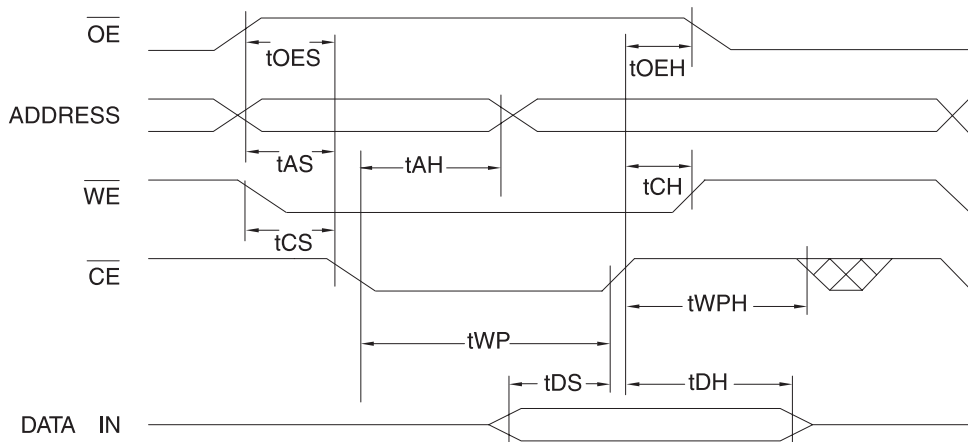 OE
tOES
tOEH
ADDRESS
tAS
tAH
tCH
WE
tCS
CE
tWPH
tWP
tDS
tDH
DATA IN